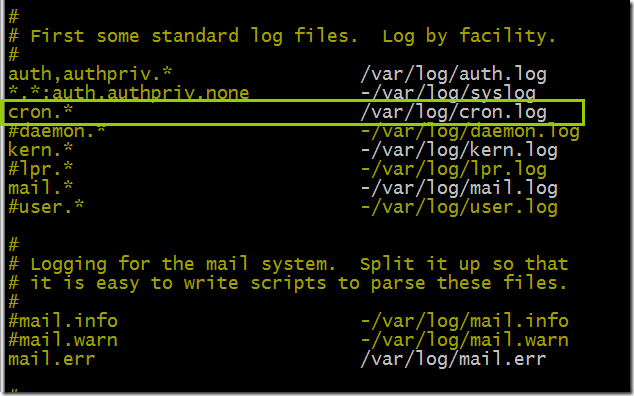 #
# First some standard log files.  Log by facility.
#
auth,authpriv.*                 /var/log/auth.log
*.*;auth,authpriv.none          -/var/log/syslog
cron.*                          /var/log/cron.log
#daemon.*                       -/var/log/daemon.log
kern.*                          -/var/log/kern.log
#lpr.*                          -/var/log/lpr.log
mail.*                          -/var/log/mail.log
#user.*                         -/var/log/user.log
#
# Logging for the mail system.  Split it up so that
# it is easy to write scripts to parse these files.
#
#mail.info                      -/var/log/mail.info
#mail.warn                      -/var/log/mail.warn
mail.err                        /var/log/mail.err
#